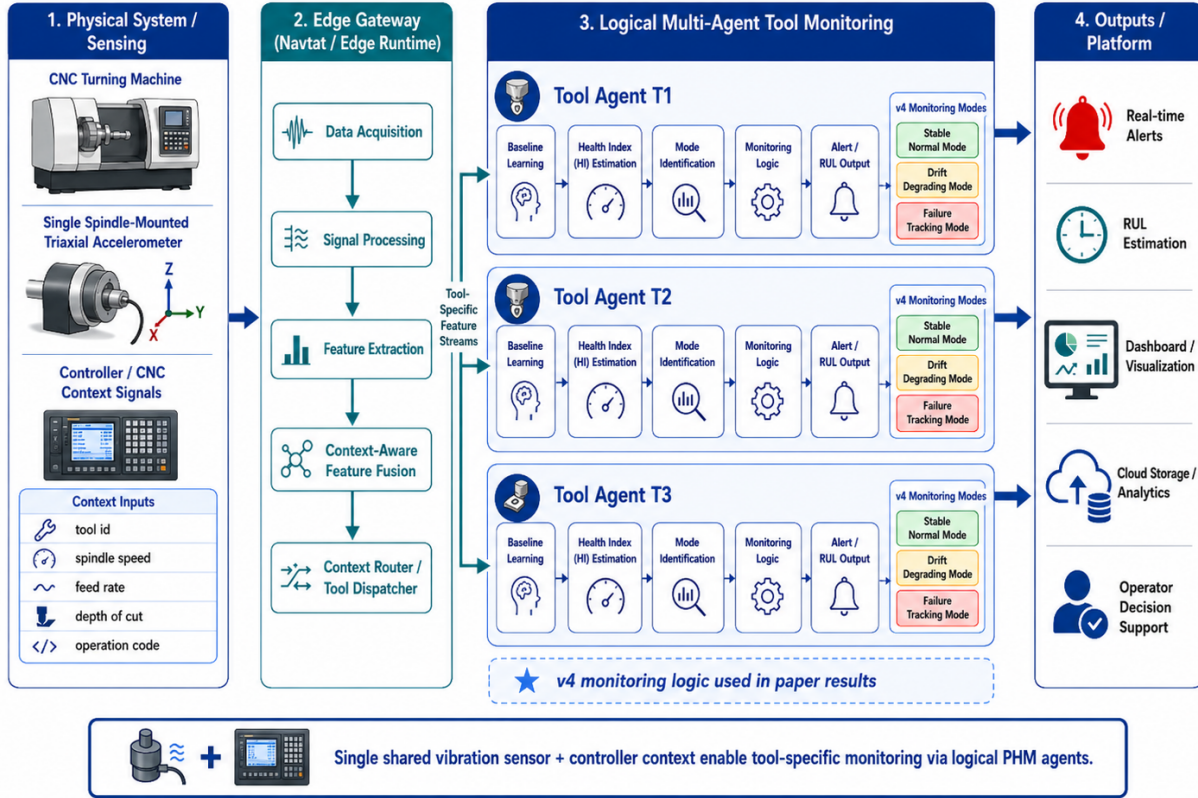 1. Physical System /
Sensing
CNC Turning Machine
Single Spindle-Mounted
Triaxial Accelerometer
Z
Y
X
Controller / CNC
Context Signals
Context Inputs
tool id
spindle speed
feed rate
depth of cut
</> operation code
2. Edge Gateway
(Navtat / Edge Runtime)
Data Acquisition
Signal Processing
Feature Extraction
Context-Aware
Feature Fusion
Context Router /
Tool Dispatcher
Tool-
Specific
Feature
Streams
3. Logical Multi-Agent Tool Monitoring
Tool Agent T1
Baseline
Learning
Health Index
(HI) Estimation
Mode
Identification
Monitoring
Logic
Alert /
RUL Output
v4 Monitoring Modes
Stable
Normal Mode
Drift
Degrading Mode
Failure
Tracking Mode
Tool Agent T2
Baseline
Learning
Health Index
(HI) Estimation
Mode
Identification
Monitoring
Logic
Alert /
RUL Output
v4 Monitoring Modes
Stable
Normal Mode
Drift
Degrading Mode
Failure
Tracking Mode
Tool Agent T3
Baseline
Learning
Health Index
(HI) Estimation
Mode
Identification
Monitoring
Logic
Alert /
RUL Output
v4 Monitoring Modes
Stable
Normal Mode
Drift
Degrading Mode
Failure
Tracking Mode
v4 monitoring logic used in paper results
4. Outputs /
Platform
Real-time
Alerts
RUL
Estimation
Dashboard /
Visualization
Cloud Storage /
Analytics
Operator
Decision
Support
+
Single shared vibration sensor + controller context enable tool-specific monitoring via logical PHM agents.